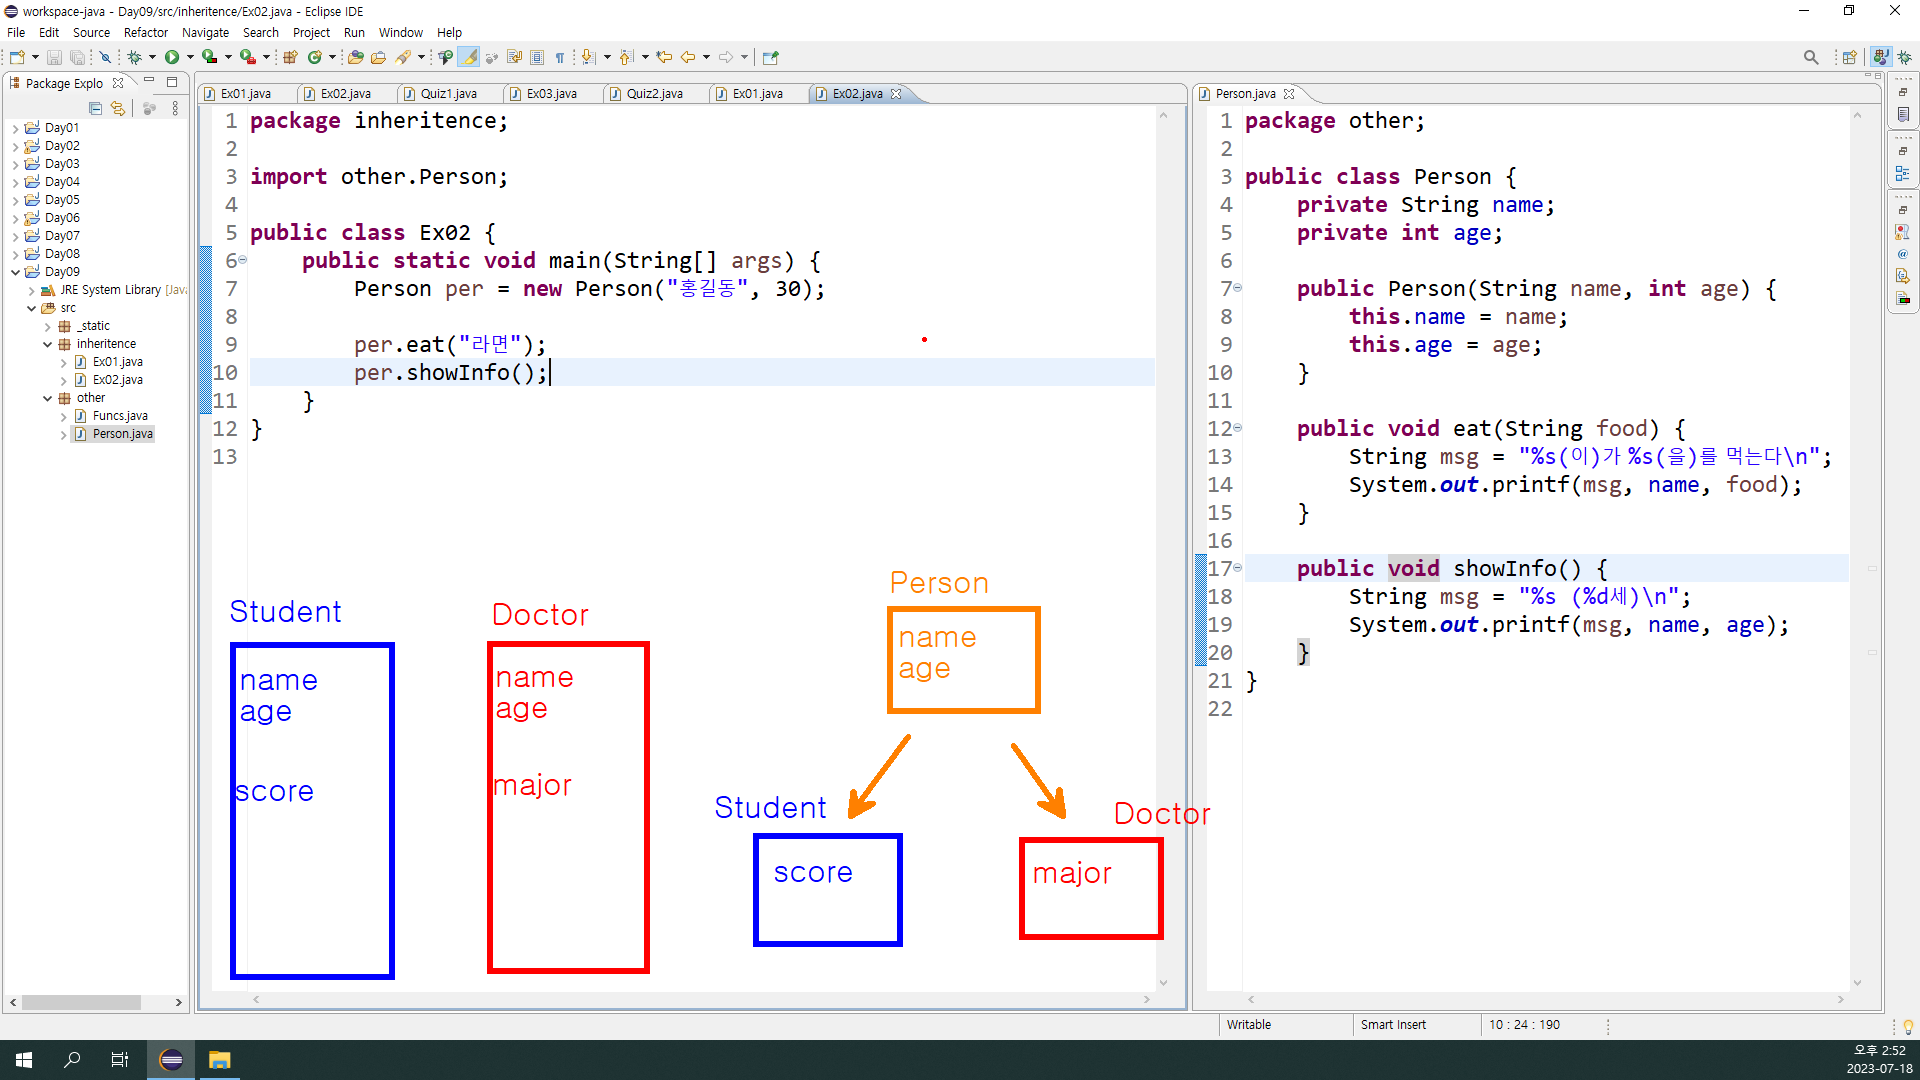 workspace-java - Day09/src/inheritence/Ex02.java - Eclipse IDE
File Edit Source Refactor Navigate Search Project Run Window Help
Package Explo
Day01
Day02
Day03
Day04
Day05
Day06
Day07
Day08
Day09
JRE System Library [Java
src
_static
inheritence
Ex01.java
Ex02.java
other
Funcs.java
Person.java
Ex01.java Ex02.java Quiz1.java Ex03.java Quiz2.java Ex01.java Ex02.java
1 package inheritence;
2
3 import other.Person;
4
5 public class Ex02 {
6 public static void main(String[] args) {
7 Person per = new Person("홍길동", 30);
8
9 per.eat("라면");
10 per.showInfo();
11 }
12 }
13
Student
name
age
score
Doctor
name
age
major
Person
name
age
Student
score
Doctor
major
Person.java
1 package other;
2
3 public class Person {
4 private String name;
5 private int age;
6
7 public Person(String name, int age) {
8 this.name = name;
9 this.age = age;
10 }
11
12 public void eat(String food) {
13 String msg = "%s(이)가 %s(을)를 먹는다\n";
14 System.out.printf(msg, name, food);
15 }
16
17 public void showInfo() {
18 String msg = "%s (%d세)\n";
19 System.out.printf(msg, name, age);
20 }
21 }
22
Writable Smart Insert 10 : 24 : 190
오후 2:52
2023-07-18